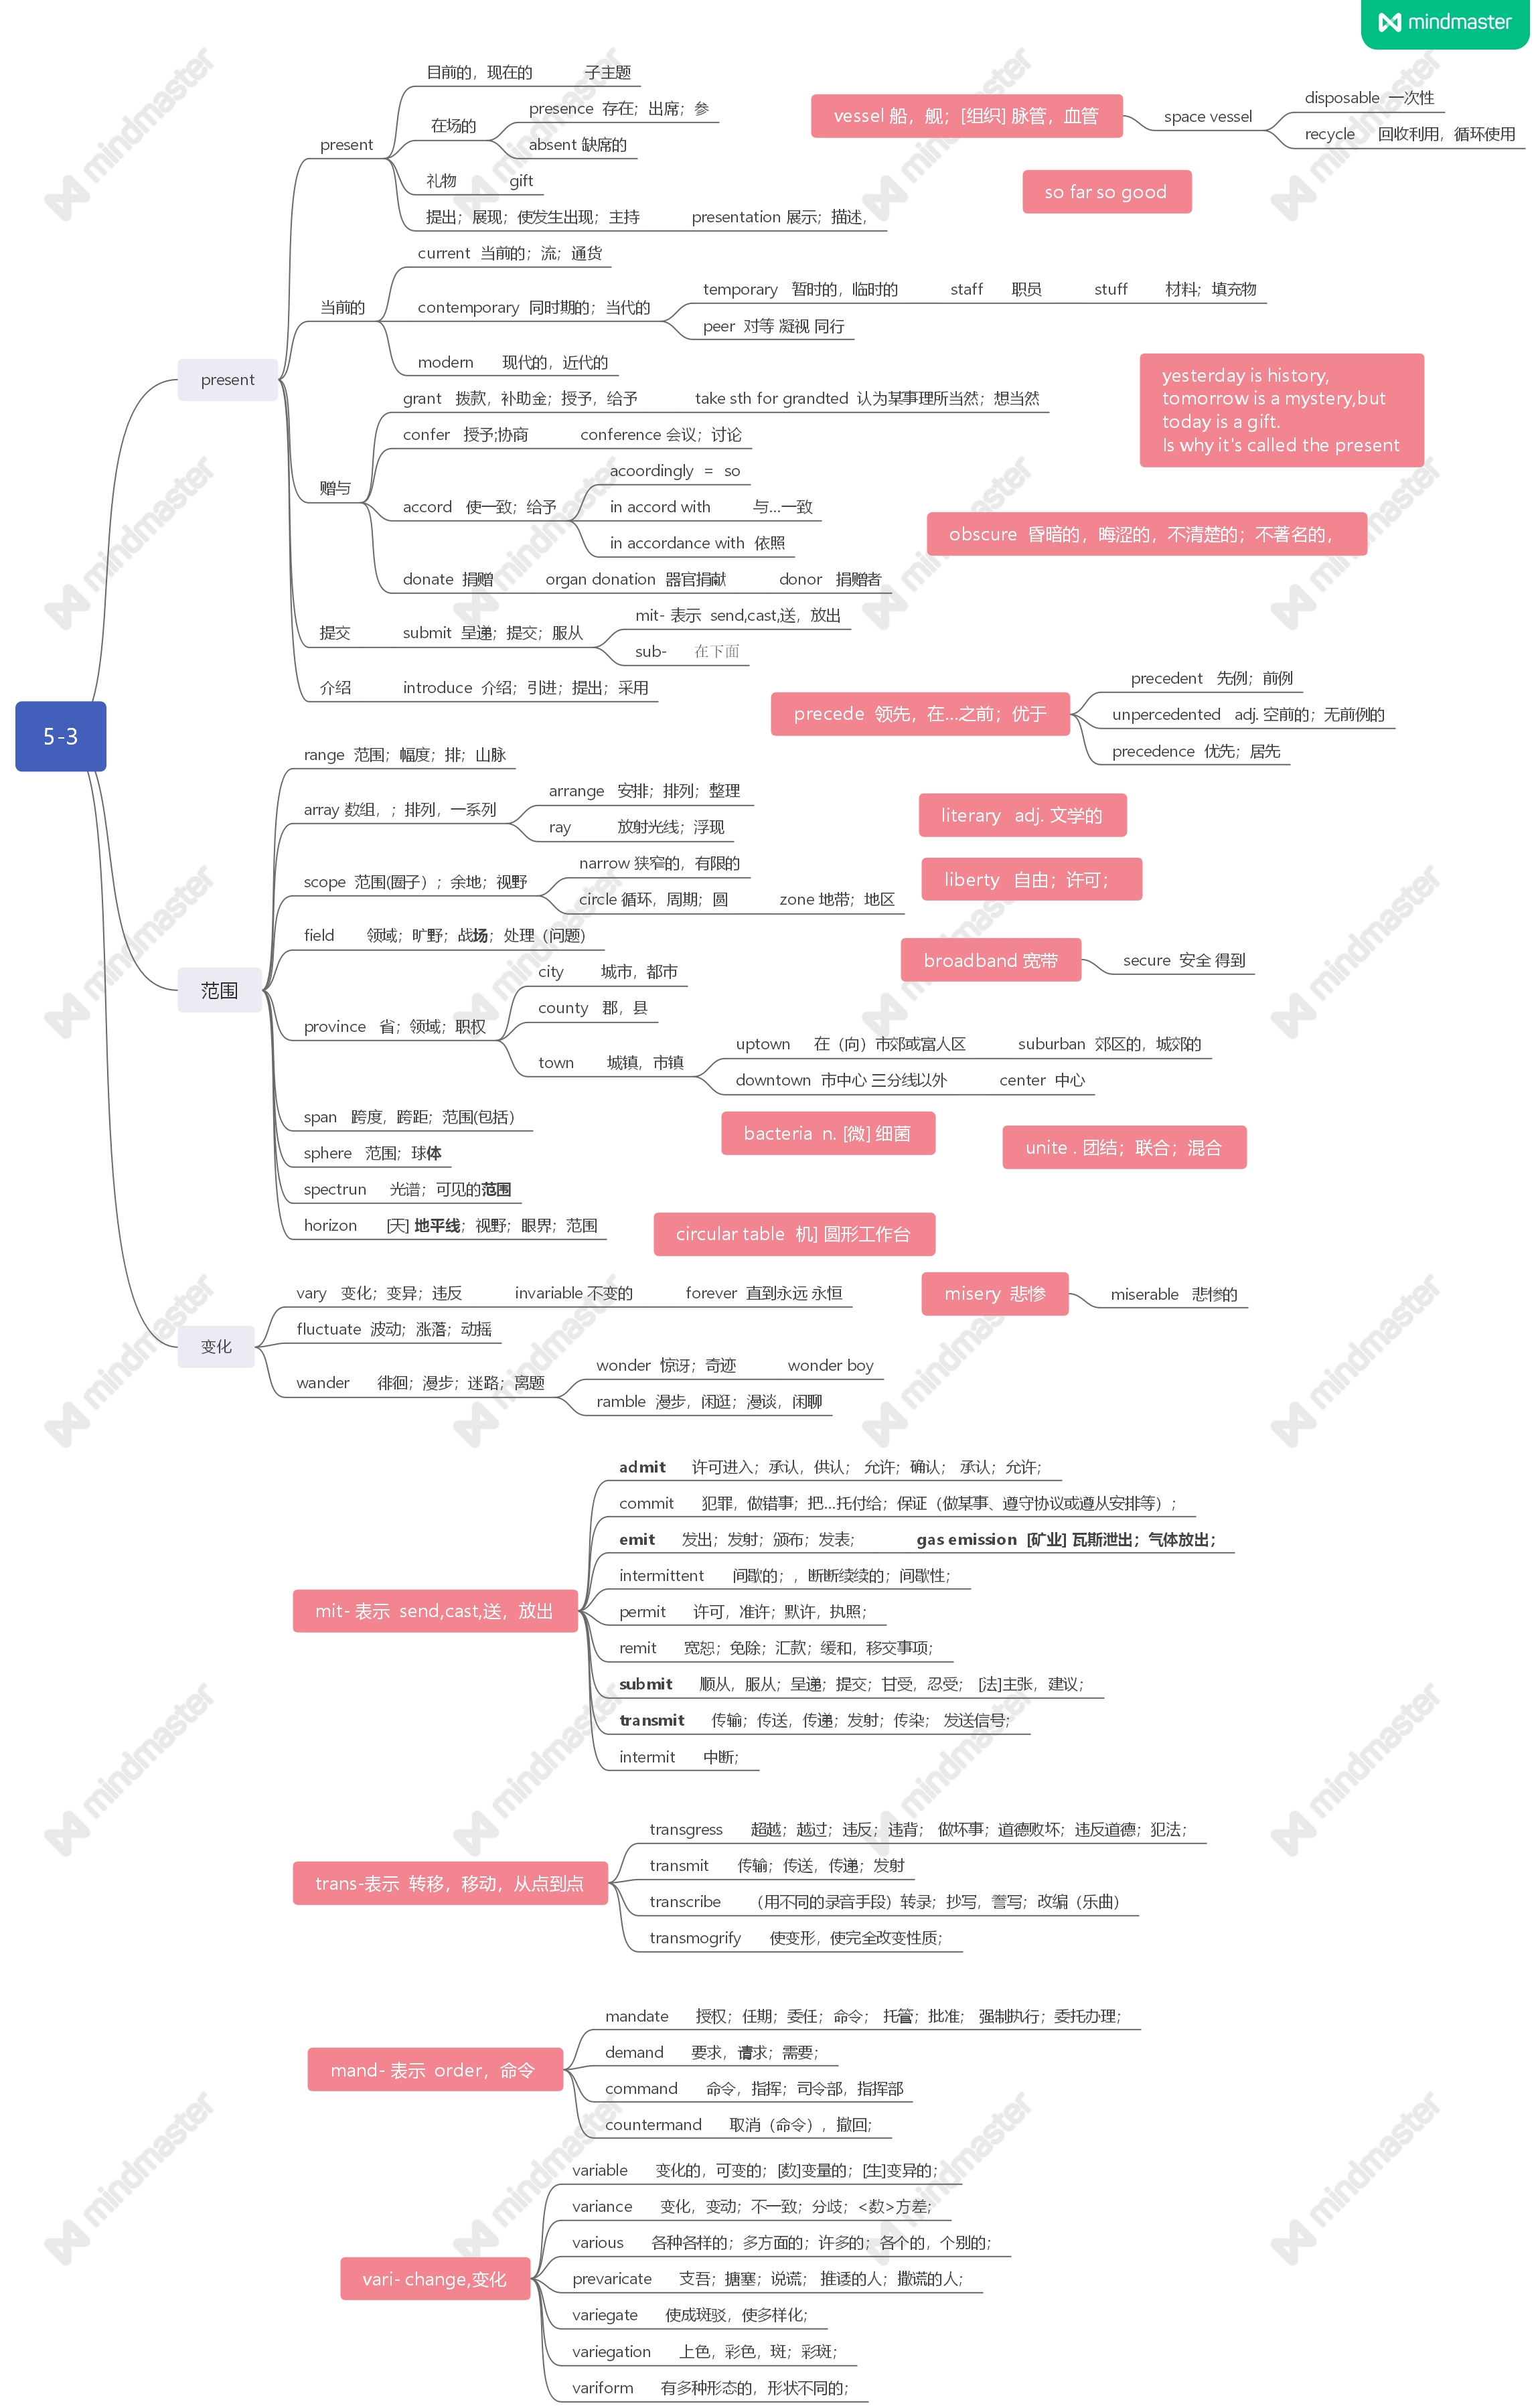 mindmaster
5-3
present
present
目前的，现在的 子主题
在场的
presence 存在；出席；参
absent 缺席的
礼物 gift
提出；展现；使发生出现；主持 presentation 展示；描述，
当前的
current 当前的；流；通货
contemporary 同时期的；当代的
temporary 暂时的，临时的 staff 职员 stuff 材料；填充物
peer 对等 凝视 同行
modern 现代的，近代的
赠与
grant 拨款，补助金；授予，给予 take sth for grandted 认为某事理所当然；想当然
confer 授予;协商 conference 会议；讨论
accord 使一致；给予
acoordingly = so
in accord with 与...一致
in accordance with 依照
donate 捐赠 organ donation 器官捐献 donor 捐赠者
提交 submit 呈递；提交；服从
mit- 表示 send,cast,送，放出
sub- 在下面
介绍 introduce 介绍；引进；提出；采用
范围
range 范围；幅度；排；山脉
array 数组，；排列，一系列
arrange 安排；排列；整理
ray 放射光线；浮现
scope 范围(圈子）；余地；视野
narrow 狭窄的，有限的
circle 循环，周期；圆 zone 地带；地区
field 领域；旷野；战场；处理（问题）
province 省；领域；职权
city 城市，都市
county 郡，县
town 城镇，市镇
uptown 在（向）市郊或富人区 suburban 郊区的，城郊的
downtown 市中心 三分线以外 center 中心
span 跨度，跨距；范围(包括）
sphere 范围；球体
spectrun 光谱；可见的范围
horizon [天] 地平线；视野；眼界；范围
变化
vary 变化；变异；违反 invariable 不变的 forever 直到永远 永恒
fluctuate 波动；涨落；动摇
wander 徘徊；漫步；迷路；离题
wonder 惊讶；奇迹 wonder boy
ramble 漫步，闲逛；漫谈，闲聊
vessel 船，舰；[组织] 脉管，血管
space vessel
disposable 一次性
recycle 回收利用，循环使用
so far so good
yesterday is history,
tomorrow is a mystery,but
today is a gift.
Is why it's called the present
obscure 昏暗的，晦涩的，不清楚的；不著名的，
precede 领先，在...之前；优于
precedent 先例；前例
unpercedented adj. 空前的；无前例的
precedence 优先；居先
literary adj. 文学的
liberty 自由；许可；
broadband 宽带
secure 安全 得到
bacteria n. [微] 细菌
unite . 团结；联合；混合
circular table 机] 圆形工作台
misery 悲惨
miserable 悲惨的
mit- 表示 send,cast,送，放出
admit 许可进入；承认，供认； 允许；确认； 承认；允许；
commit 犯罪，做错事；把...托付给；保证（做某事、遵守协议或遵从安排等）；
emit 发出；发射；颁布；发表； gas emission [矿业] 瓦斯泄出；气体放出；
intermittent 间歇的；，断断续续的；间歇性；
permit 许可，准许；默许，执照；
remit 宽恕；免除；汇款；缓和，移交事项；
submit 顺从，服从；呈递；提交；甘受，忍受； [法]主张，建议；
transmit 传输；传送，传递；发射；传染； 发送信号；
intermit 中断；
trans-表示 转移，移动，从点到点
transgress 超越；越过；违反；违背； 做坏事；道德败坏；违反道德；犯法；
transmit 传输；传送，传递；发射
transcribe （用不同的录音手段）转录；抄写，誊写；改编（乐曲）
transmogrify 使变形，使完全改变性质；
mand- 表示 order，命令
mandate 授权；任期；委任；命令； 托管；批准； 强制执行；委托办理；
demand 要求，请求；需要；
command 命令，指挥；司令部，指挥部
countermand 取消（命令），撤回；
vari- change,变化
variable 变化的，可变的；[数]变量的；[生]变异的；
variance 变化，变动；不一致；分歧；<数>方差；
various 各种各样的；多方面的；许多的；各个的，个别的；
prevaricate 支吾；搪塞；说谎； 推诿的人；撒谎的人；
variegate 使成斑驳，使多样化；
variegation 上色，彩色，斑；彩斑；
variform 有多种形态的，形状不同的；